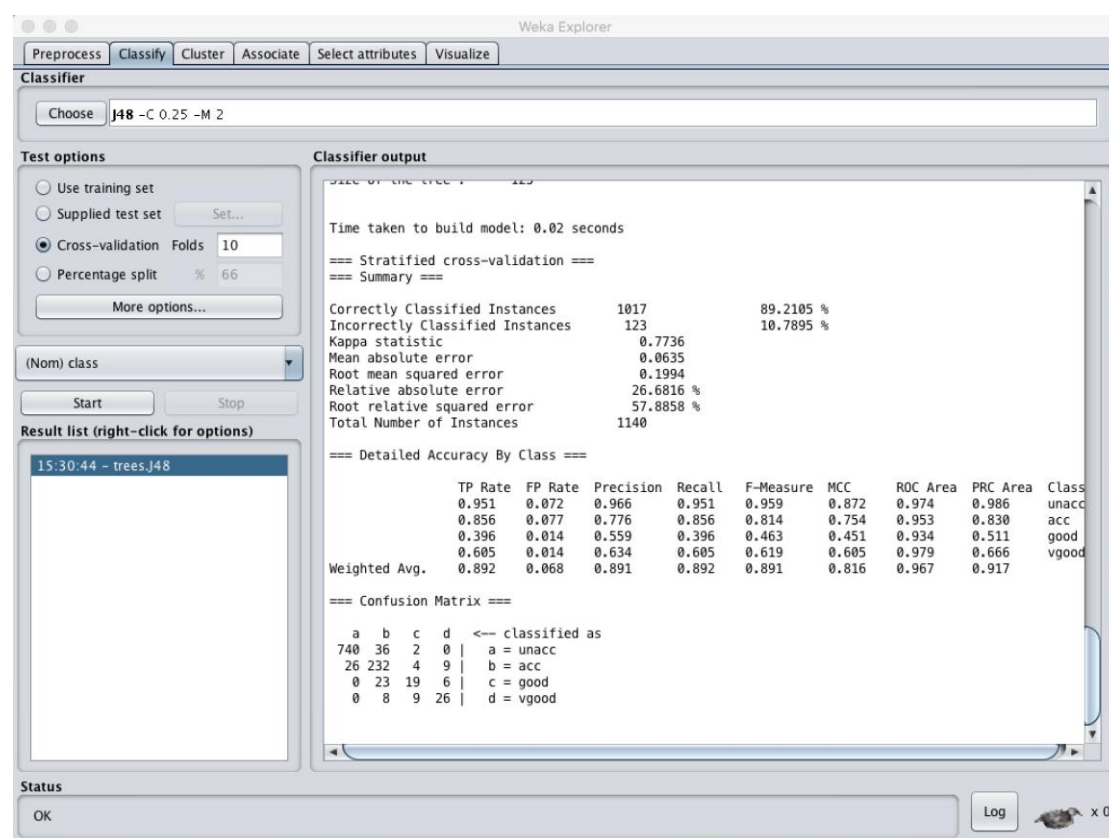 Weka Explorer
Preprocess Classify Cluster Associate Select attributes Visualize
Classifier
Choose J48 -C 0.25 -M 2
Test options
Use training set
Supplied test set Set...
Cross-validation Folds 10
Percentage split % 66
More options...
(Nom) class
Start Stop
Result list (right-click for options)
15:30:44 - trees.J48
Classifier output
Size of the tree : 123
Time taken to build model: 0.02 seconds
=== Stratified cross-validation ===
=== Summary ===
Correctly Classified Instances 1017 89.2105 %
Incorrectly Classified Instances 123 10.7895 %
Kappa statistic 0.7736
Mean absolute error 0.0635
Root mean squared error 0.1994
Relative absolute error 26.6816 %
Root relative squared error 57.8858 %
Total Number of Instances 1140
=== Detailed Accuracy By Class ===
TP Rate FP Rate Precision Recall F-Measure MCC ROC Area PRC Area Class
0.951 0.072 0.966 0.951 0.959 0.872 0.974 0.986 unacc
0.856 0.077 0.776 0.856 0.814 0.754 0.953 0.830 acc
0.396 0.014 0.559 0.396 0.463 0.451 0.934 0.511 good
0.605 0.014 0.634 0.605 0.619 0.605 0.979 0.666 vgood
Weighted Avg. 0.892 0.068 0.891 0.892 0.891 0.816 0.967 0.917
=== Confusion Matrix ===
a b c d <-- classified as
740 36 2 0 | a = unacc
26 232 4 9 | b = acc
0 23 19 6 | c = good
0 8 9 26 | d = vgood
Status
OK
Log
x 0